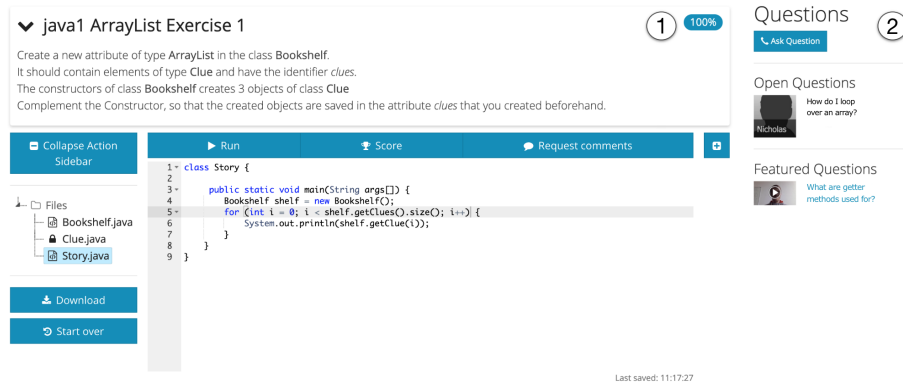 java1 ArrayList Exercise 1
1
100%
Create a new attribute of type ArrayList in the class Bookshelf.
It should contain elements of type Clue and have the identifier clues.
The constructors of class Bookshelf creates 3 objects of class Clue
Complement the Constructor, so that the created objects are saved in the attribute clues that you created beforehand.
Collapse Action
Sidebar
Files
Bookshelf.java
Clue.java
Story.java
Download
Start over
Run
Score
Request comments
1 class Story {
2
3 public static void main(String args[]) {
4 Bookshelf shelf = new Bookshelf();
5 for (int i = 0; i < shelf.getClues().size(); i++) {
6 System.out.println(shelf.getClue(i));
7 }
8 }
9 }
Last saved: 11:17:27
Questions
2
Ask Question
Open Questions
Nicholas
How do I loop
over an array?
Featured Questions
What are getter
methods used for?